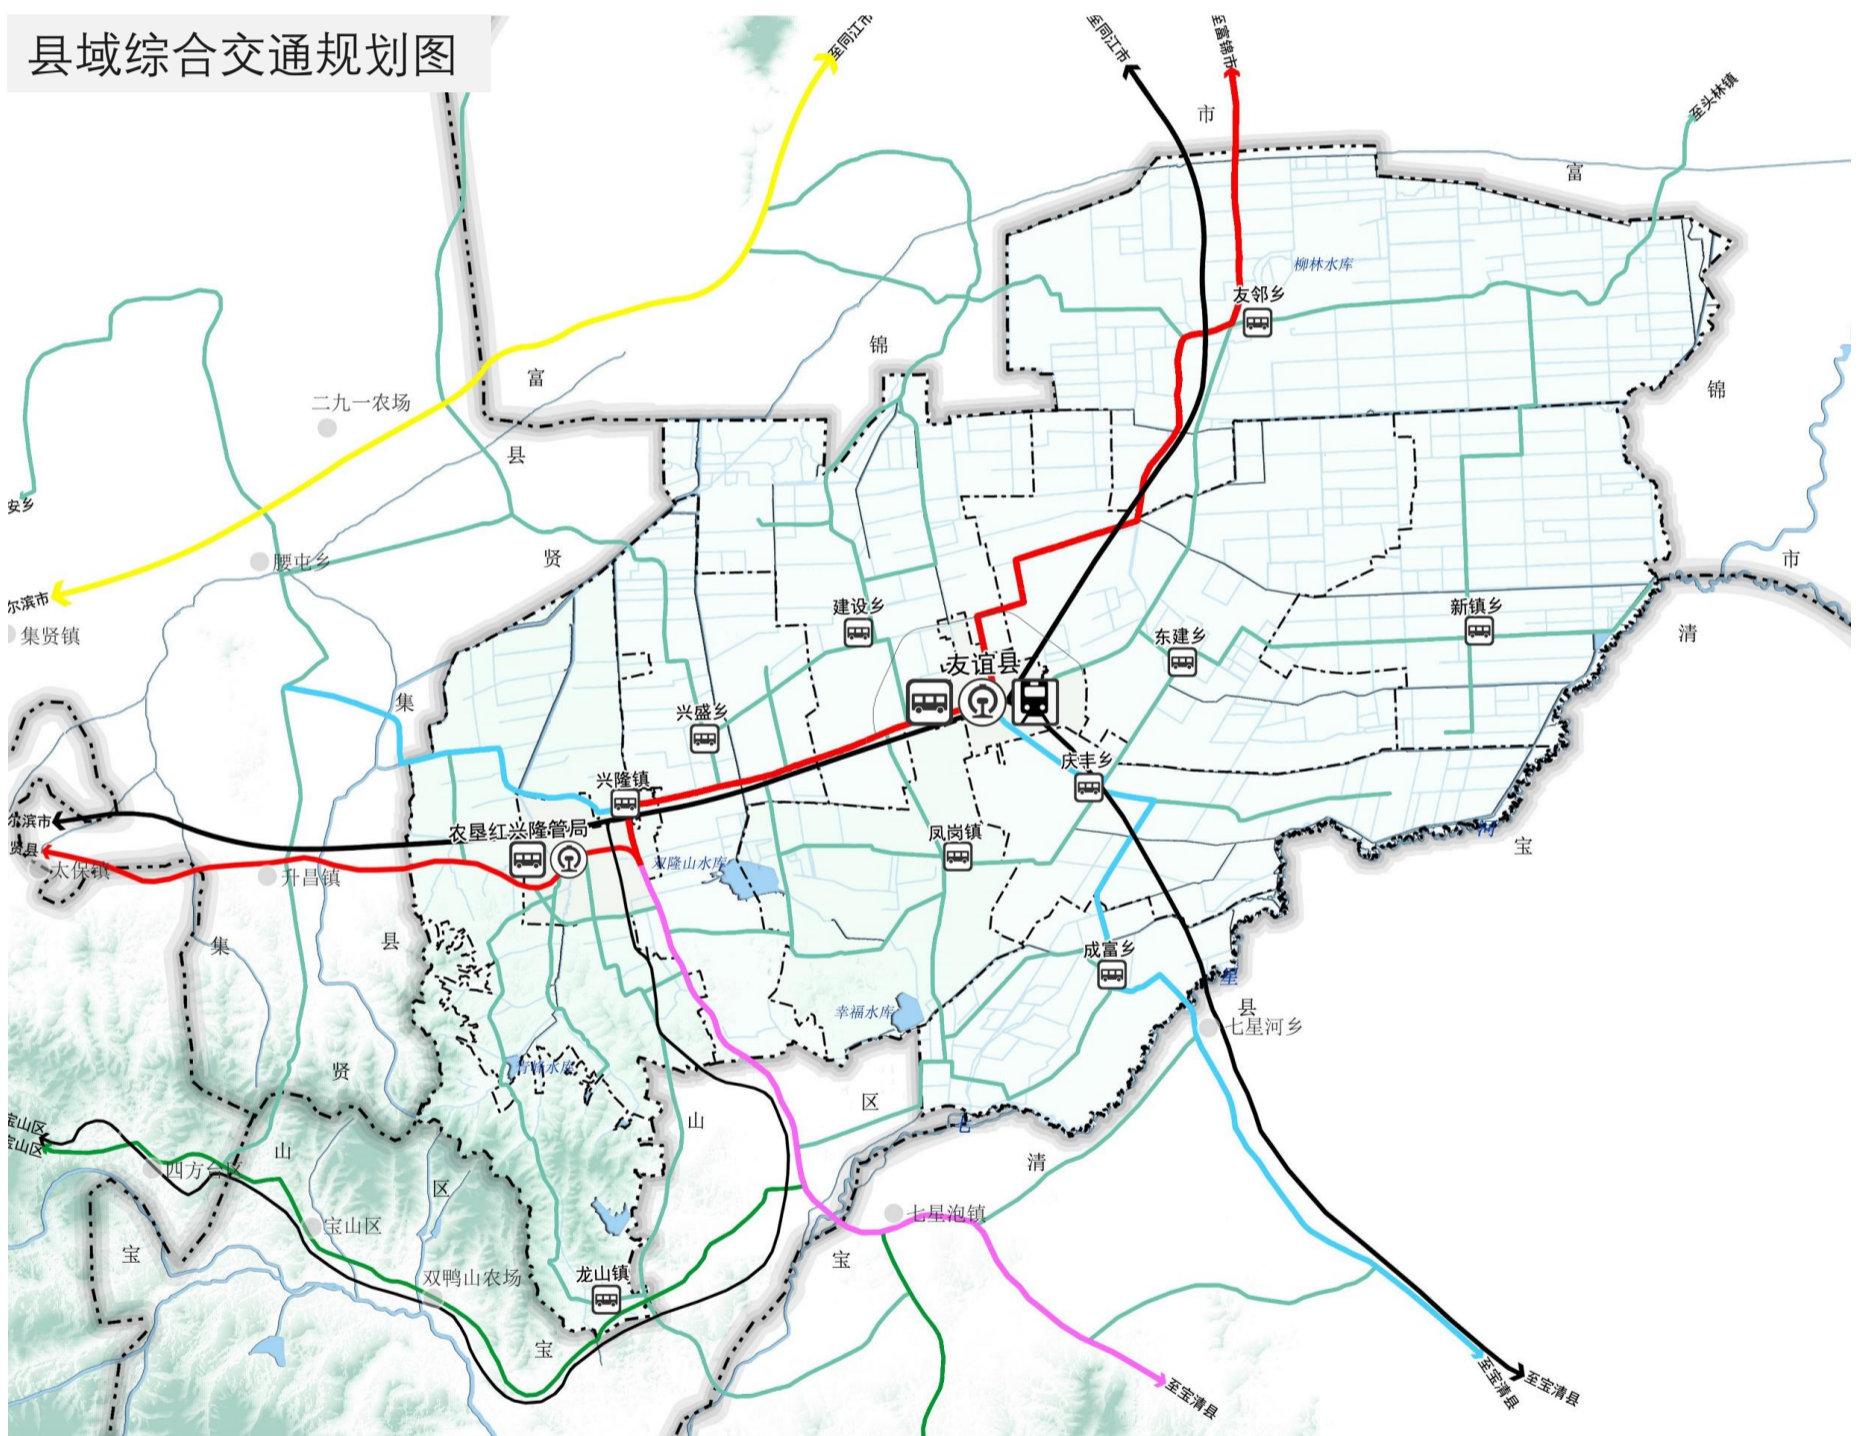 县域综合交通规划图
至同江市
至同江市
至富锦市
至头林镇
市
富
柳林水库
友邻乡
锦
富
锦
二九一农场
县
安乡
贤
市
腰屯乡
尔滨市
集贤镇
建设乡
新镇乡
东建乡
清
友谊县
集
兴盛乡
庆丰乡
兴隆镇
尔滨市
农垦红兴隆管局
凤岗镇
河
宝
贤县
太保镇
升昌镇
双隆山水库
集
县
成富乡
星
县
幸福水库
七星河乡
青峰水库
贤
区
山
宝山区
宝山区
山
七
四方台区
清
区
宝山区
七星泡镇
宝
宝
双鸭山农场
龙山镇
宝
至宝清县
至宝清县
至宝清县